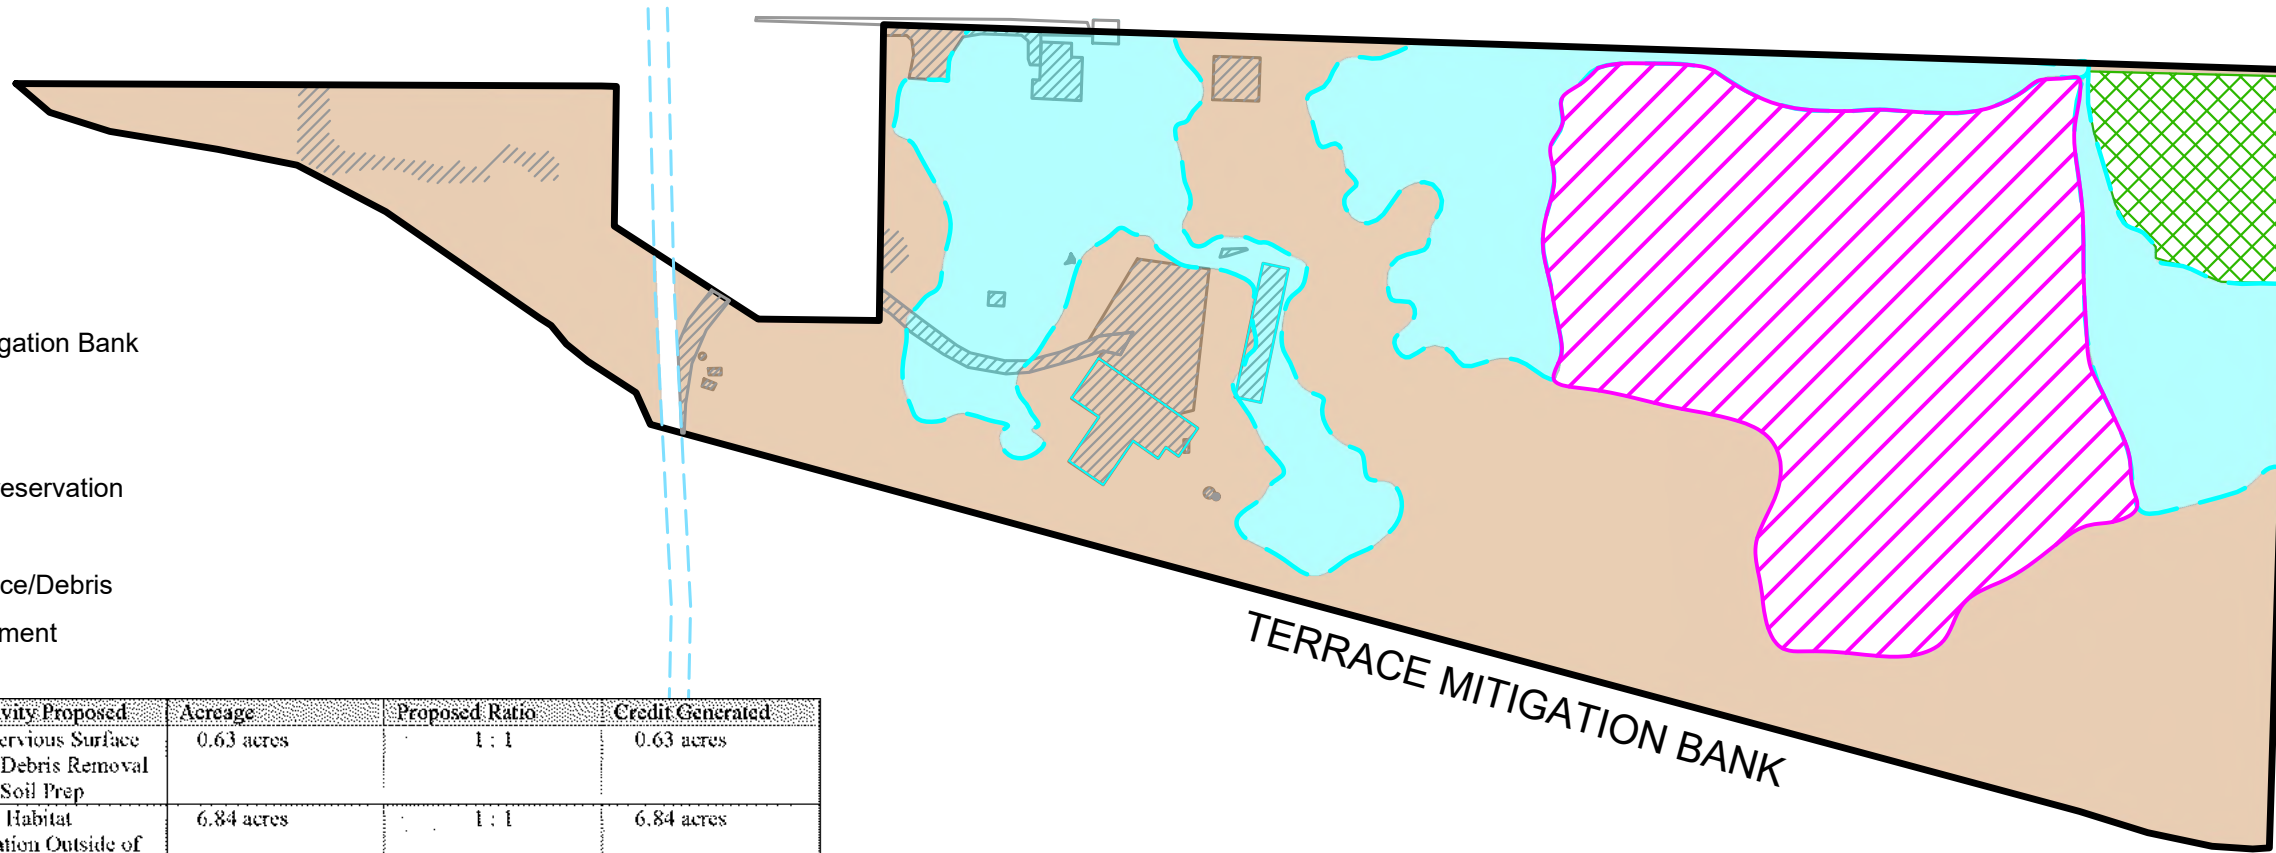 gation Bank
eservation
ce/Debris
ment
TERRACE MITIGATION BANK
vity Proposed Acreage Proposed Ratio Credit Generated
ervious Surface 0.63 acres 1 : 1 0.63 acres
Debris Removal
Soil Prep
Habitat 6.84 acres 1 : 1 6.84 acres
ation Outside of